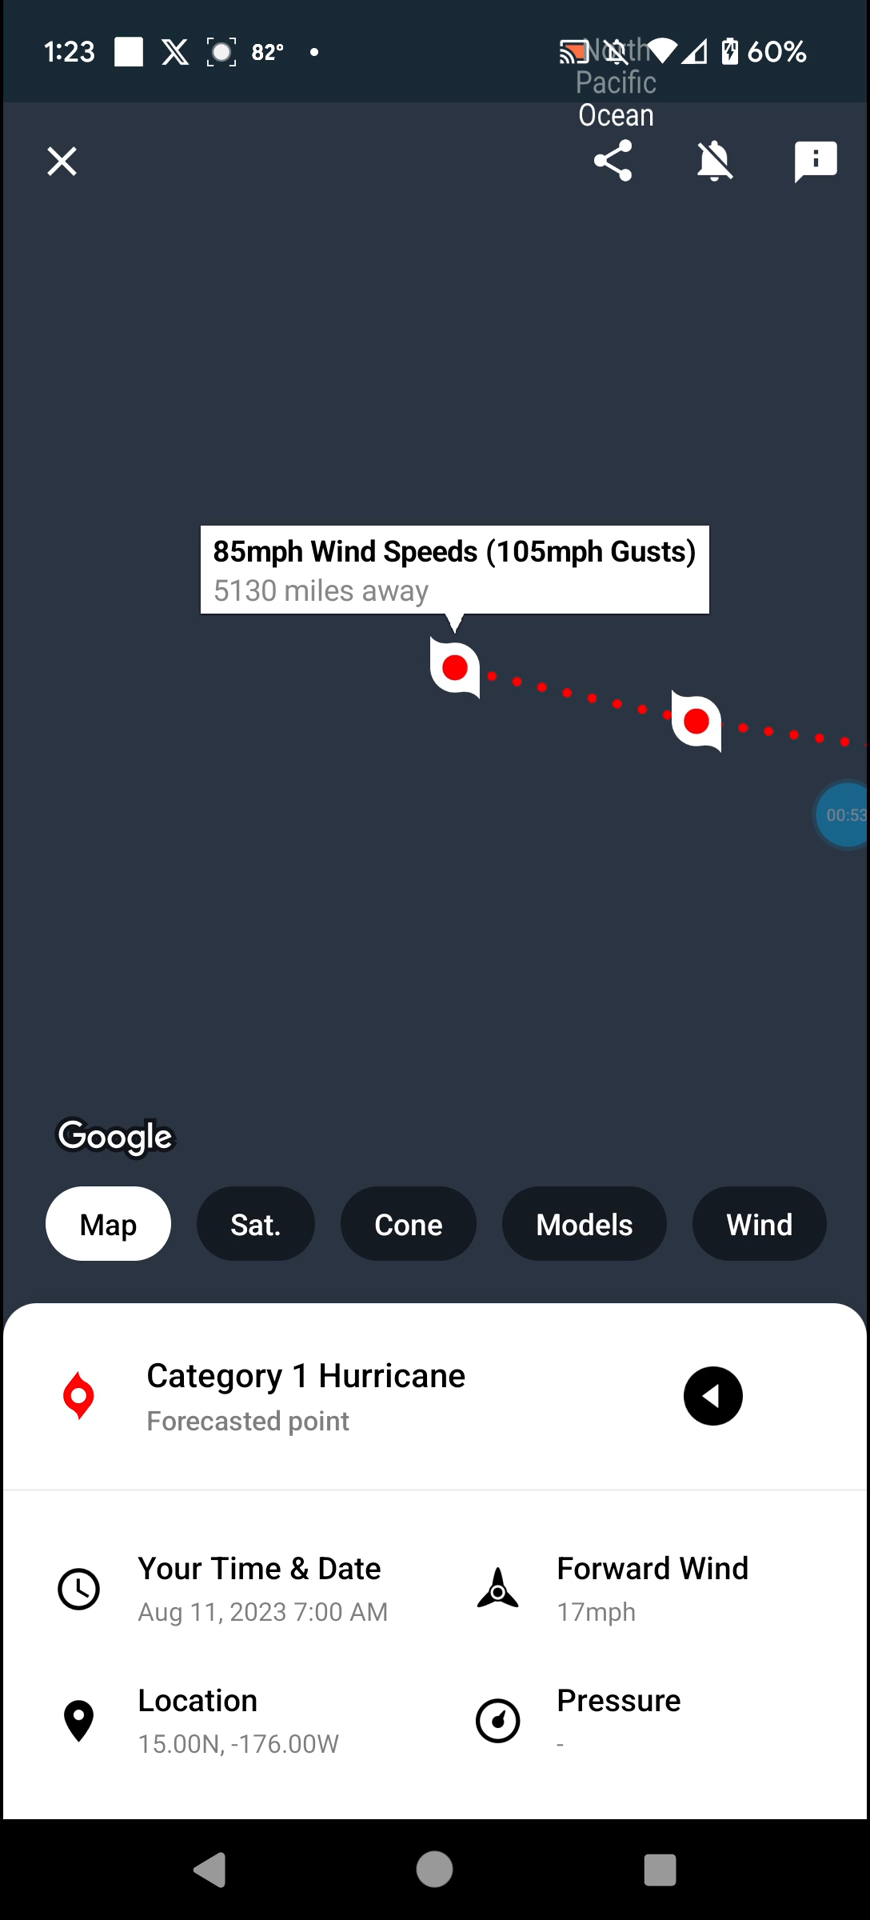 1:23 82° 60%
North
Pacific
Ocean
85mph Wind Speeds (105mph Gusts)
5130 miles away
00:53
Google
Map Sat. Cone Models Wind
Category 1 Hurricane
Forecasted point
Your Time & Date
Aug 11, 2023 7:00 AM
Forward Wind
17mph
Location
15.00N, -176.00W
Pressure
-